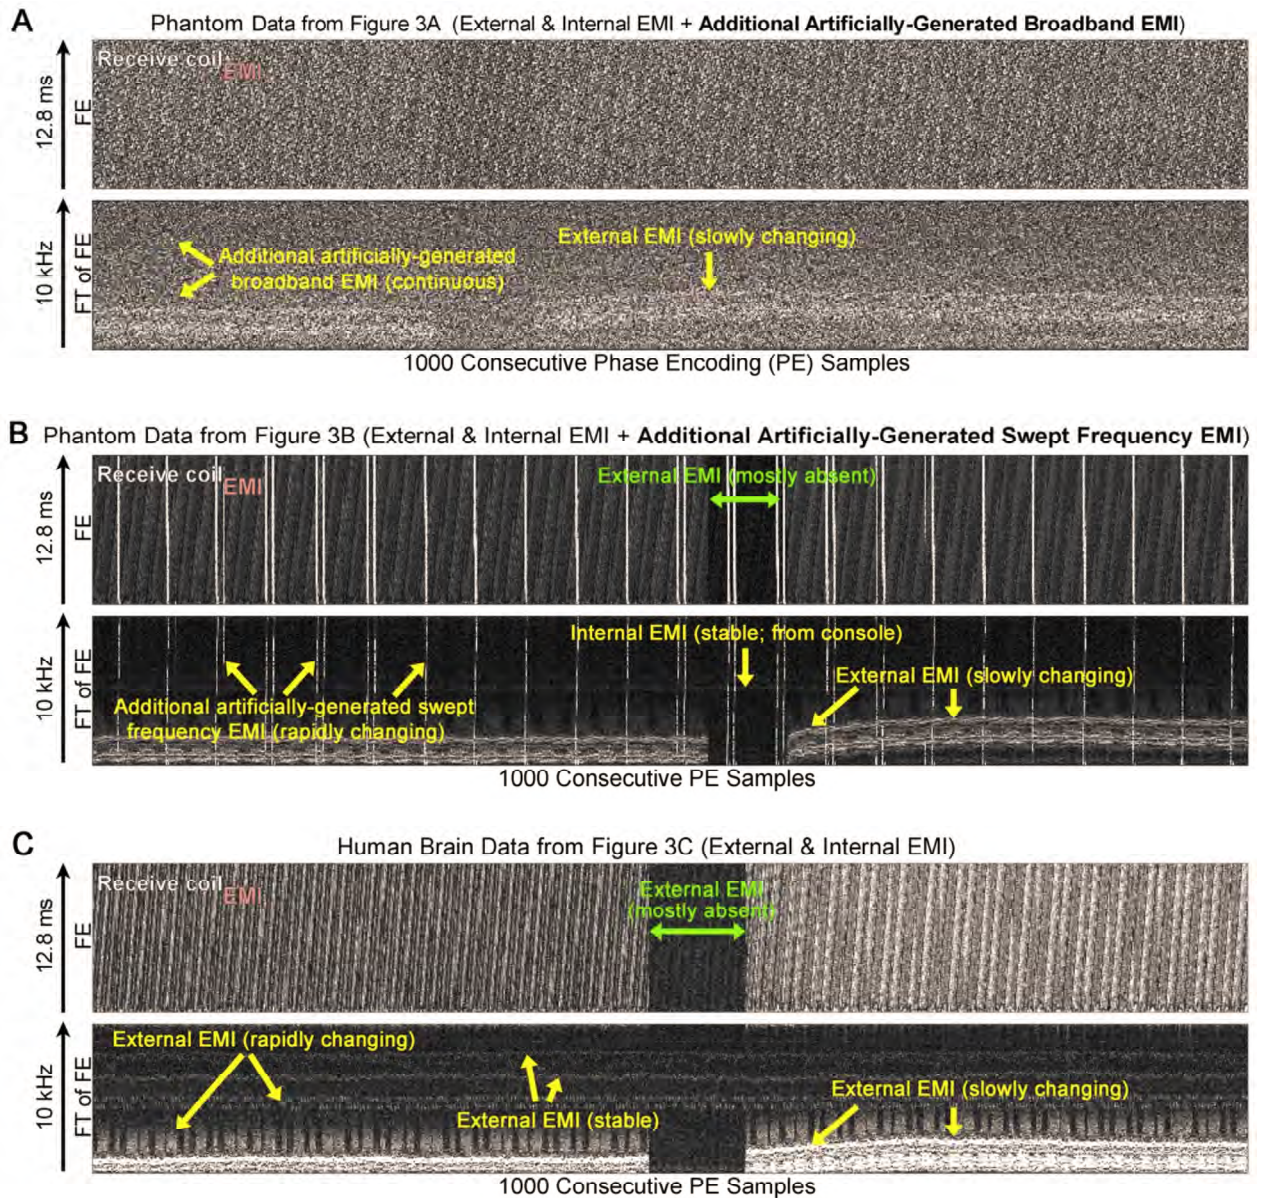 A
Phantom Data from Figure 3A (External & Internal EMI + Additional Artificially-Generated Broadband EMI)
12.8 ms
FE
Receive coil
EMI
10 kHz
FT of FE
External EMI (slowly changing)
Additional artificially-generated
broadband EMI (continuous)
1000 Consecutive Phase Encoding (PE) Samples
B
Phantom Data from Figure 3B (External & Internal EMI + Additional Artificially-Generated Swept Frequency EMI)
12.8 ms
FE
Receive coil
EMI
External EMI (mostly absent)
10 kHz
FT of FE
Internal EMI (stable; from console)
External EMI (slowly changing)
Additional artificially-generated swept
frequency EMI (rapidly changing)
1000 Consecutive PE Samples
C
Human Brain Data from Figure 3C (External & Internal EMI)
12.8 ms
FE
Receive coil
EMI
External EMI
(mostly absent)
10 kHz
FT of FE
External EMI (rapidly changing)
External EMI (stable)
External EMI (slowly changing)
1000 Consecutive PE Samples